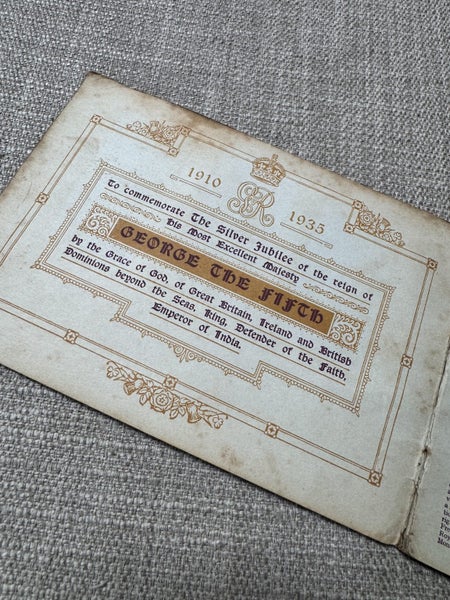 1910
GR
1935
To commemorate The Silver Jubilee of the reign of
His Most Excellent Majesty
GEORGE THE FIFTH
by the Grace of God, of Great Britain, Ireland and British
Dominions beyond the Seas, King, Defender of the Faith,
Emperor of India.